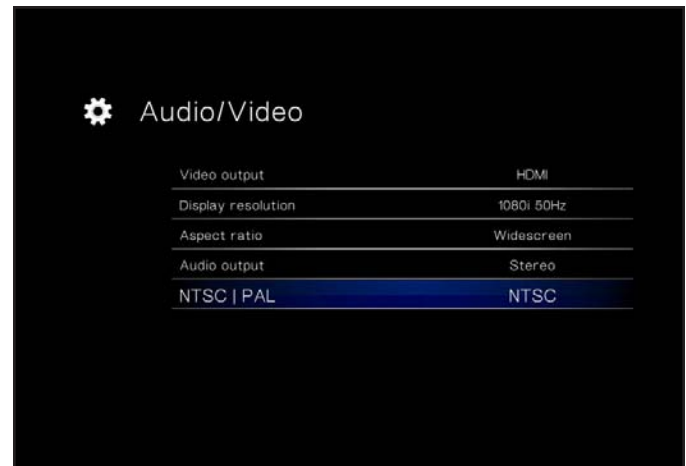 Audio/Video
Video output HDMI
Display resolution 1080i 50Hz
Aspect ratio Widescreen
Audio output Stereo
NTSC | PAL NTSC